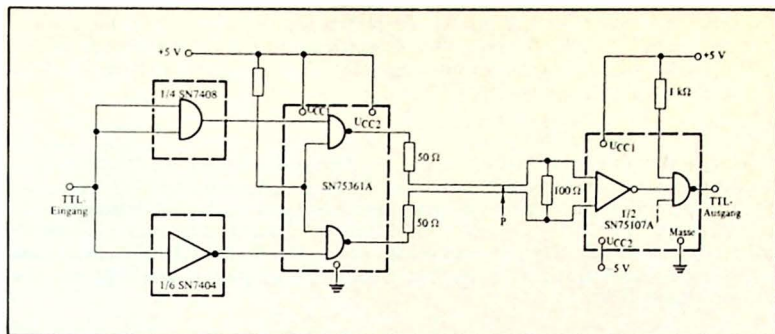 +5 V
1/4 SN7408
UCC1
UCC2
50 Ω
SN75361A
TTL-
Eingang
50 Ω
1/6 SN7404
P
100 Ω
+5 V
1 kΩ
UCC1
1/2
SN75107A
TTL-
Ausgang
UCC2
Masse
-5 V